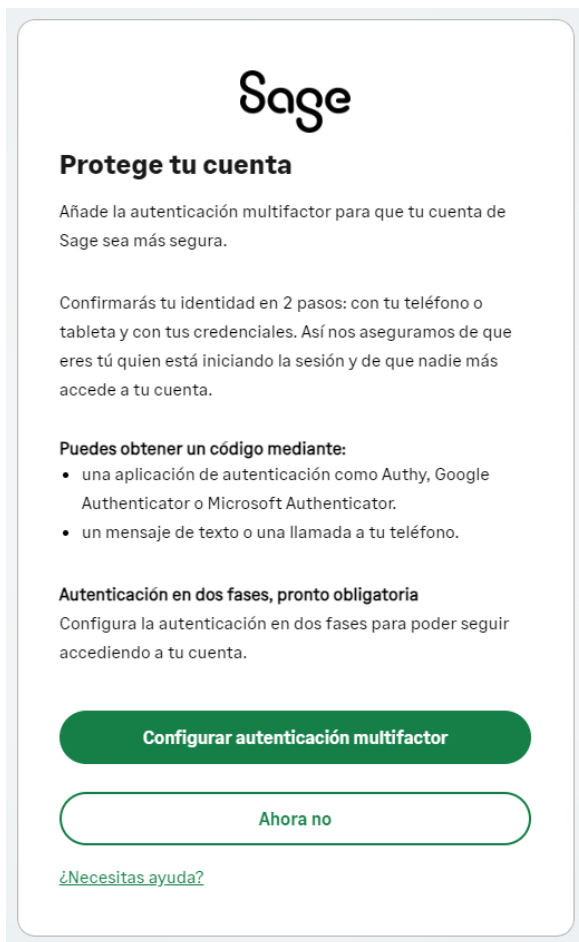 Sage
Protege tu cuenta
Añade la autenticación multifactor para que tu cuenta de
Sage sea más segura.
Confirmarás tu identidad en 2 pasos: con tu teléfono o
tableta y con tus credenciales. Así nos aseguramos de que
eres tú quien está iniciando la sesión y de que nadie más
accede a tu cuenta.
Puedes obtener un código mediante:
• una aplicación de autenticación como Authy, Google
Authenticator o Microsoft Authenticator.
• un mensaje de texto o una llamada a tu teléfono.
Autenticación en dos fases, pronto obligatoria
Configura la autenticación en dos fases para poder seguir
accediendo a tu cuenta.
Configurar autenticación multifactor
Ahora no
¿Necesitas ayuda?